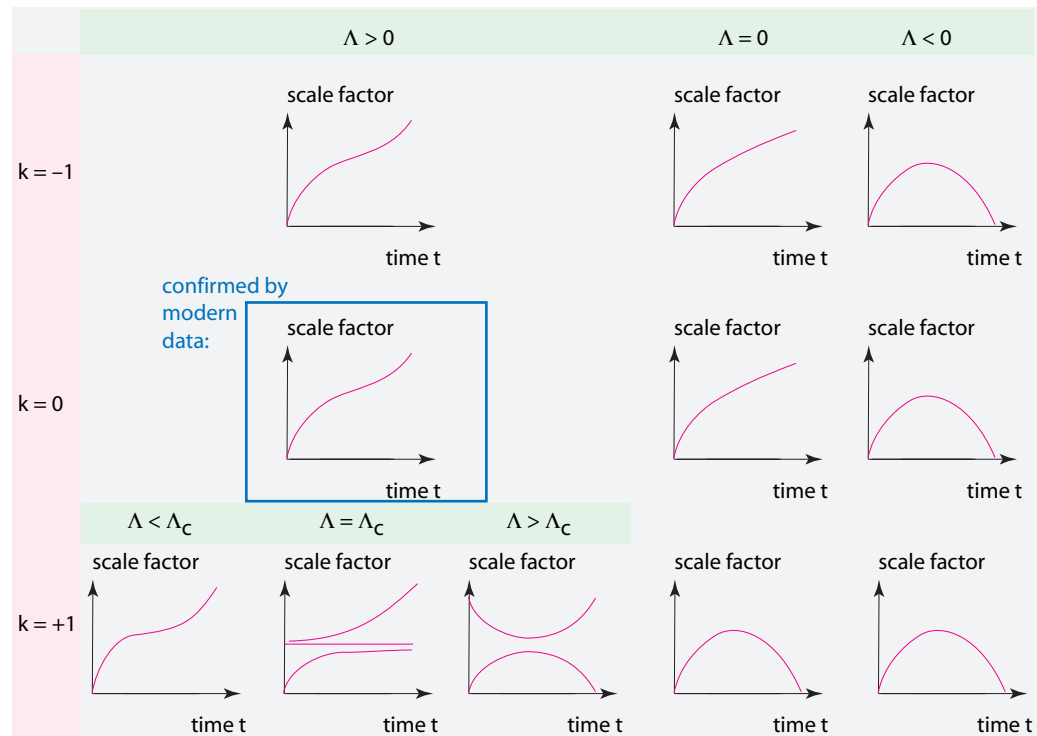 Λ > 0
Λ = 0
Λ < 0
k = –1
scale factor
time t
scale factor
time t
scale factor
time t
confirmed by
modern
data:
k = 0
scale factor
time t
scale factor
time t
scale factor
time t
Λ < Λc
Λ = Λc
Λ > Λc
k = +1
scale factor
time t
scale factor
time t
scale factor
time t
scale factor
time t
scale factor
time t